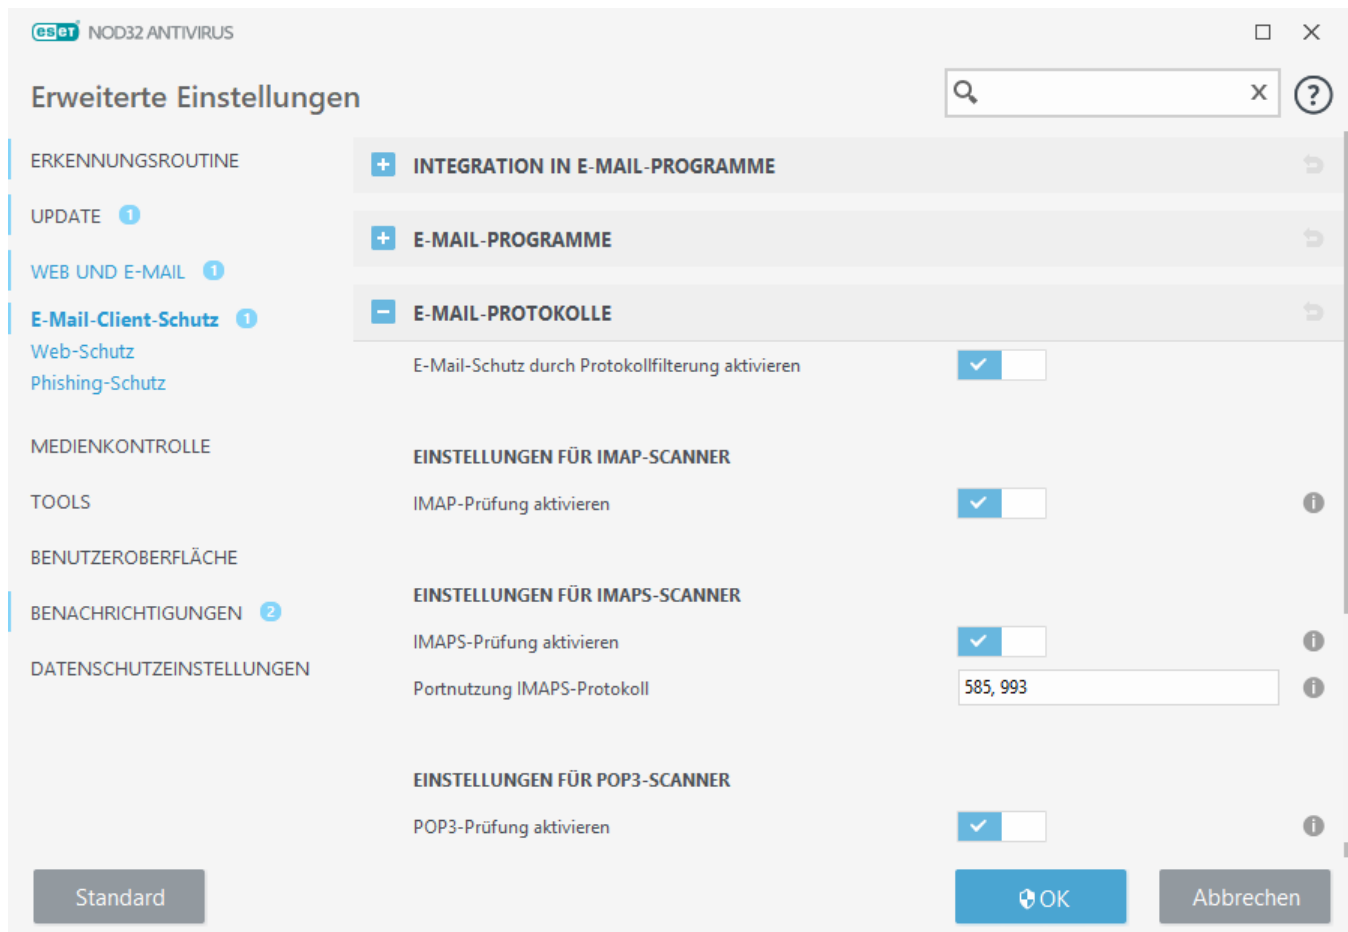 eset NOD32 ANTIVIRUS
Erweiterte Einstellungen
X
?
ERKENNUNGSROUTINE
UPDATE 1
WEB UND E-MAIL 1
E-Mail-Client-Schutz 1
Web-Schutz
Phishing-Schutz
MEDIENKONTROLLE
TOOLS
BENUTZEROBERFLÄCHE
BENACHRICHTIGUNGEN 2
DATENSCHUTZEINSTELLUNGEN
INTEGRATION IN E-MAIL-PROGRAMME
E-MAIL-PROGRAMME
E-MAIL-PROTOKOLLE
E-Mail-Schutz durch Protokollfilterung aktivieren
EINSTELLUNGEN FÜR IMAP-SCANNER
IMAP-Prüfung aktivieren
EINSTELLUNGEN FÜR IMAPS-SCANNER
IMAPS-Prüfung aktivieren
Portnutzung IMAPS-Protokoll 585, 993
EINSTELLUNGEN FÜR POP3-SCANNER
POP3-Prüfung aktivieren
Standard
OK
Abbrechen